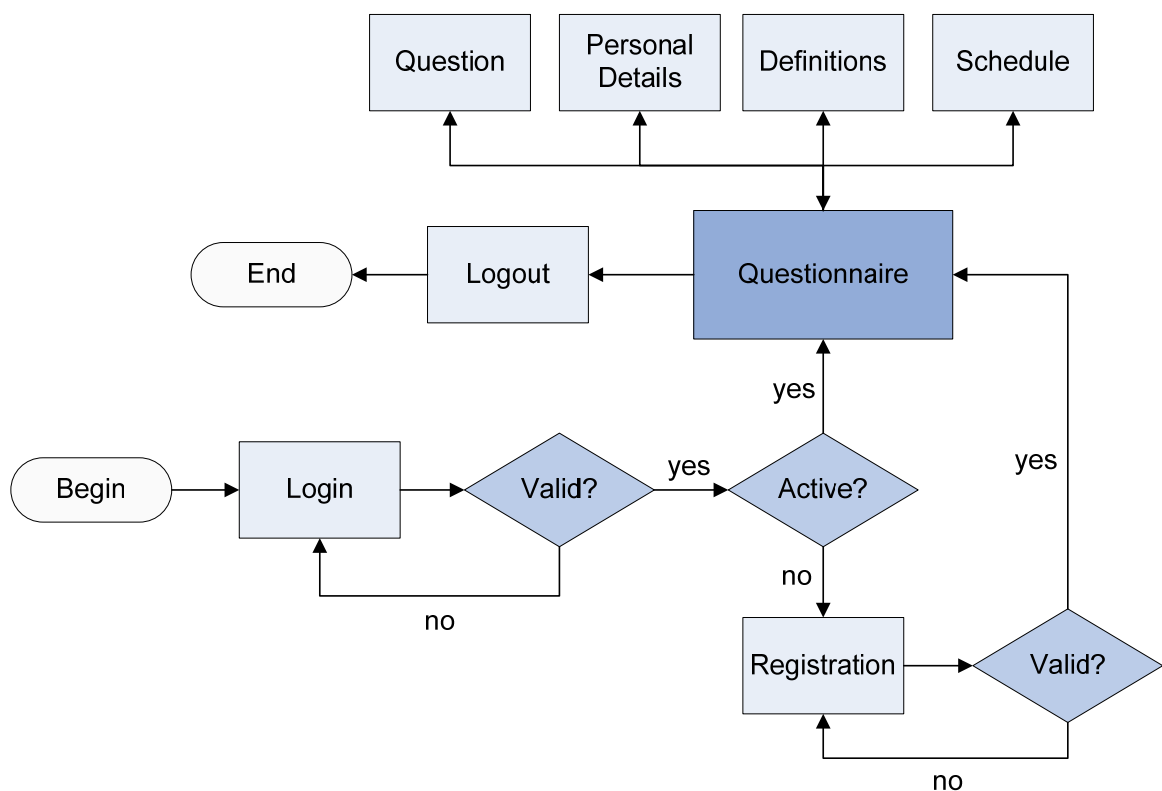 Question
Personal
Details
Definitions
Schedule
End
Logout
Questionnaire
yes
Begin
Login
Valid?
yes
Active?
yes
no
no
Registration
Valid?
no